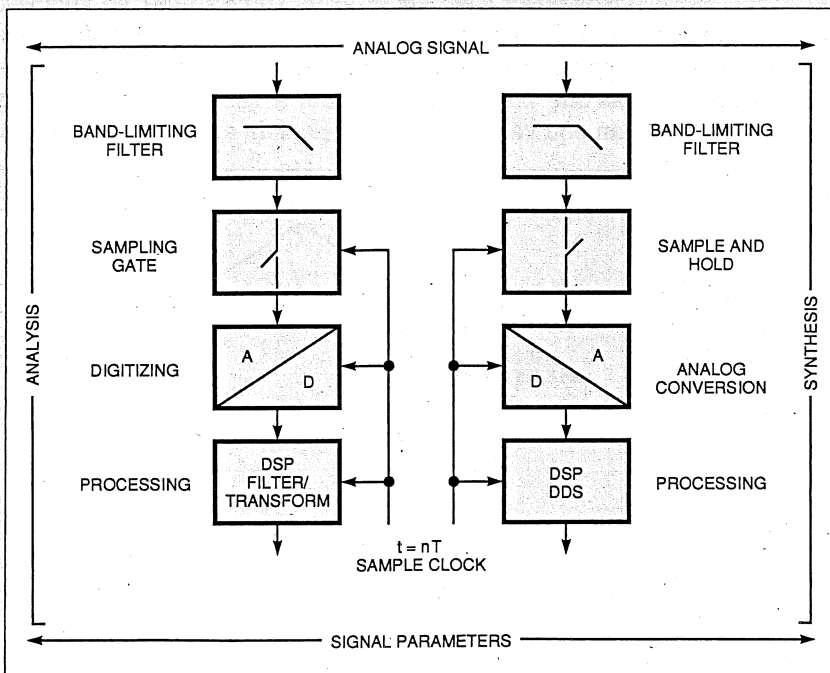 ANALOG SIGNAL
BAND-LIMITING
FILTER
BAND-LIMITING
FILTER
SAMPLING
GATE
SAMPLE AND
HOLD
ANALYSIS
SYNTHESIS
DIGITIZING
A
D
D
A
ANALOG
CONVERSION
PROCESSING
DSP
FILTER/
TRANSFORM
DSP
DDS
PROCESSING
t = nT
SAMPLE CLOCK
SIGNAL PARAMETERS